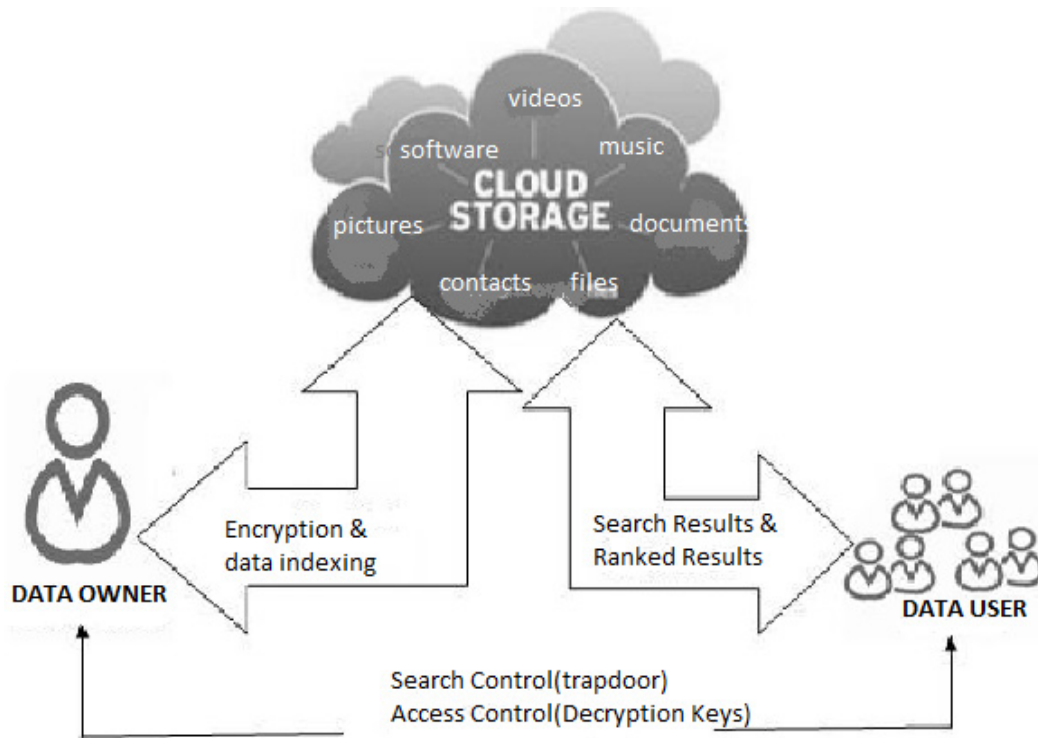 videos
software
music
CLOUD
STORAGE
pictures
documents
contacts
files
Encryption &
data indexing
Search Results &
Ranked Results
DATA OWNER
DATA USER
Search Control(trapdoor)
Access Control(Decryption Keys)